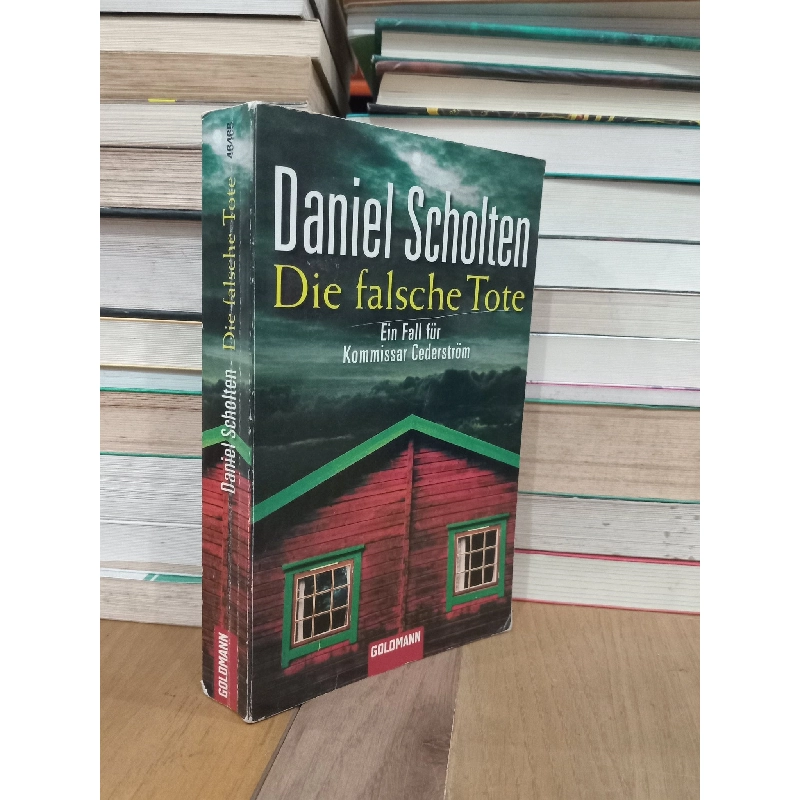 Daniel Scholten
Die falsche Tote
Ein Fall für
Kommissar Cederström
GOLDMANN
Daniel Scholten Die falsche Tote
GOLDMANN